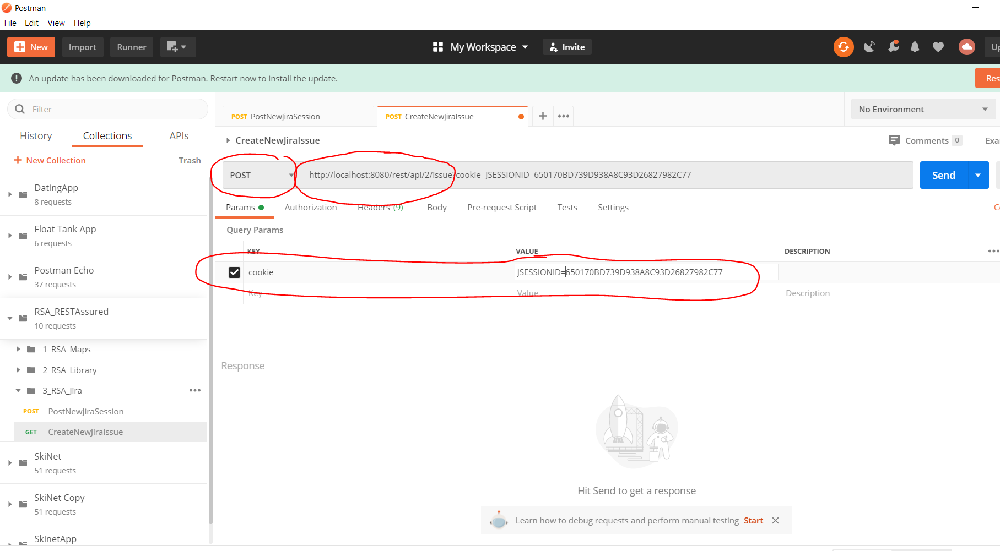 Postman
File Edit View Help
New Import Runner My Workspace Invite Up
An update has been downloaded for Postman. Restart now to install the update. Res
Filter
History Collections APIs
+ New Collection Trash
DatingApp
8 requests
Float Tank App
6 requests
Postman Echo
37 requests
RSA_RESTAssured
10 requests
1_RSA_Maps
2_RSA_Library
3_RSA_Jira
POST PostNewJiraSession
GET CreateNewJiraIssue
SkiNet
51 requests
SkiNet Copy
51 requests
SkinetApp
POST PostNewJiraSession POST CreateNewJiraIssue No Environment
CreateNewJiraIssue Comments 0 Exa
POST http://localhost:8080/rest/api/2/issue?cookie=JSESSIONID=650170BD739D938A8C93D26827982C77 Send
Params Authorization Headers (9) Body Pre-request Script Tests Settings C
Query Params
KEY VALUE DESCRIPTION
cookie JSESSIONID=650170BD739D938A8C93D26827982C77
Key Value Description
Response
Hit Send to get a response
Learn how to debug requests and perform manual testing Start